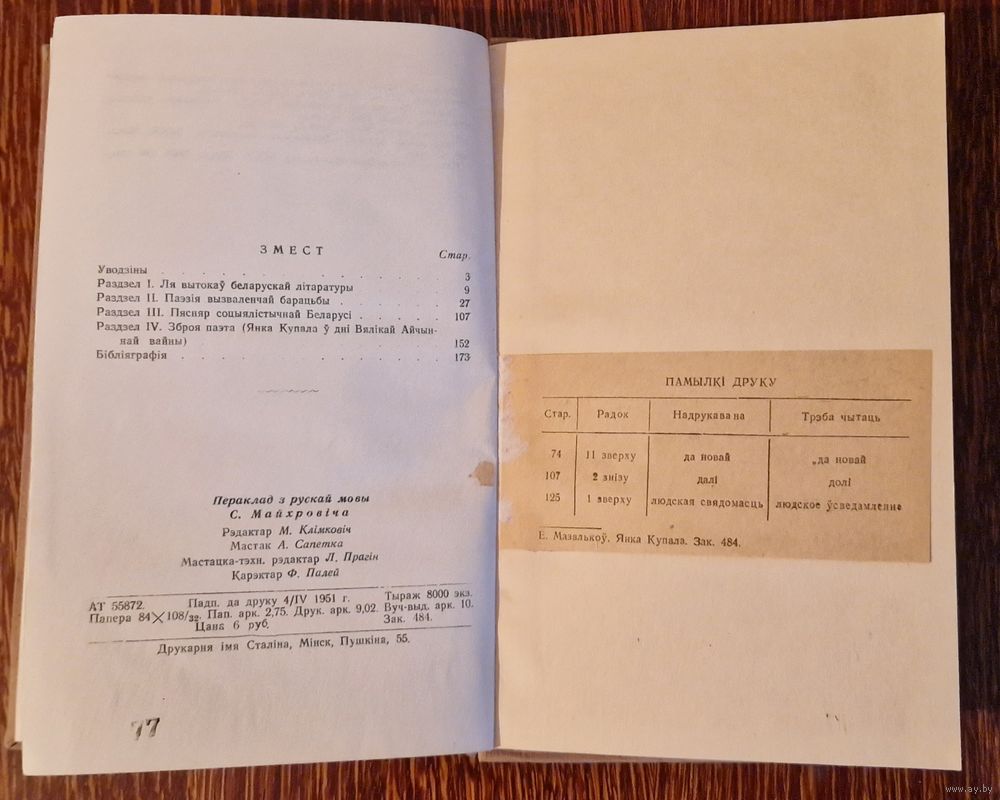 ЗМЕСТ
Стар.
Уводзіны . . . . . . . . . . . 3
Раздзел I. Ля вытокаў беларускай літаратуры . . . 9
Раздзел II. Паэзія вызваленчай барацьбы . . . . 27
Раздзел III. Пясняр соцыялістычнай Беларусі . . . . 107
Раздзел IV. Зброя паэта (Янка Купала ў дні Вялікай Айчын-
най вайны) . . . . . . . . . 152
Бібліяграфія . . . . . . . . . . 173
Пераклад з рускай мовы
С. Майхровіча
Рэдактар М. Клімковіч
Мастак А. Сапетка
Мастацка-тэхн. рэдактар Л. Прагін
Карэктар Ф. Палей
АТ 55872. Падп. да друку 4/IV 1951 г. Тыраж 8000 экз.
Папера 84×108/32. Пап. арк. 2,75. Друк. арк. 9,02. Вуч-выд. арк. 10.
Цана 6 руб. Зак. 484.
Друкарня імя Сталіна, Мінск, Пушкіна, 55.
77
ПАМЫЛКІ ДРУКУ
Стар. Радок Надрукавана Трэба чытаць
74 11 зверху да новай „да новай
107 2 знізу далі долі
125 1 зверху людская свядомасць людское ўсведамленне
Е. Мазалькоў. Янка Купала. Зак. 484.
www.ay.by